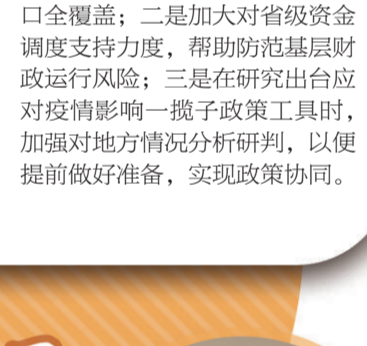 口全覆盖；二是加大对省级资金
调度支持力度，帮助防范基层财
政运行风险；三是在研究出台应
对疫情影响一揽子政策工具时，
加强对地方情况分析研判，以便
提前做好准备，实现政策协同。